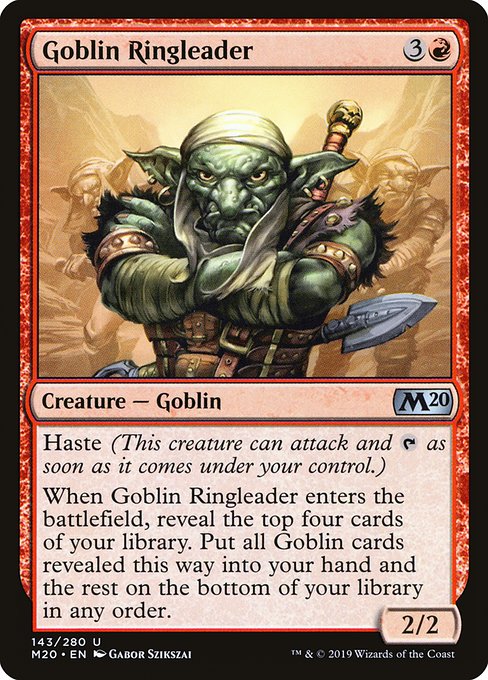 Goblin Ringleader 3
Creature — Goblin
M20
Haste (This creature can attack and as
soon as it comes under your control.)
When Goblin Ringleader enters the
battlefield, reveal the top four cards
of your library. Put all Goblin cards
revealed this way into your hand and
the rest on the bottom of your library
in any order.
2/2
143/280 U
M20 • EN Gabor Szikszai
™ & © 2019 Wizards of the Coast